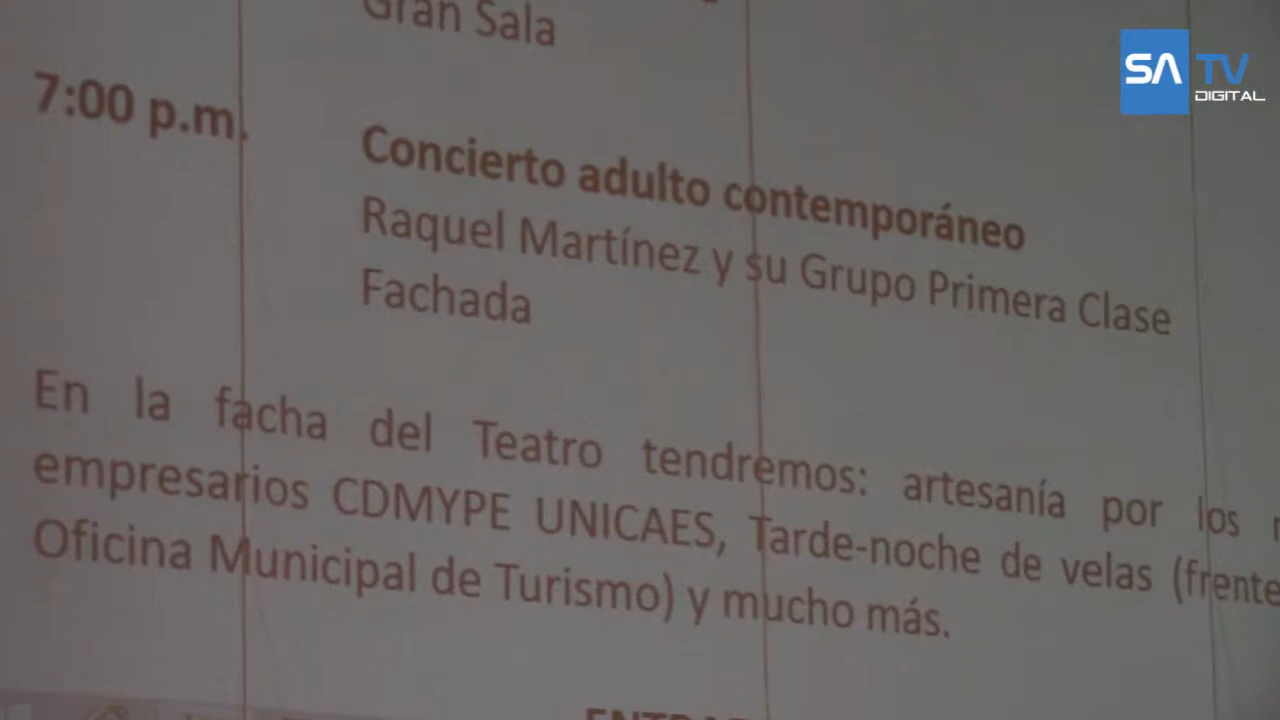 Gran Sala
7:00 p.m.
Concierto adulto contemporáneo
Raquel Martínez y su Grupo Primera Clase
Fachada
En la facha del Teatro tendremos: artesanía por los
empresarios CDMYPE UNICAES, Tarde-noche de velas (frente
Oficina Municipal de Turismo) y mucho más.
SA TV
DIGITAL